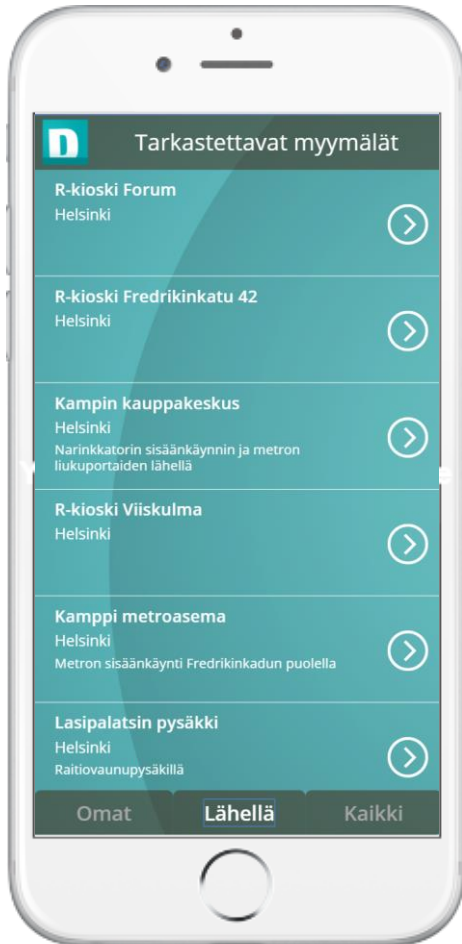 n
Tarkastettavat myymälät
R-kioski Forum
Helsinki
R-kioski Fredrikinkatu 42
Helsinki
Kampin kauppakeskus
Helsinki
Narinkkatorin sisäänkäynnin ja metron
liukuportaiden lähellä
R-kioski Viiskulma
Helsinki
Kamppi metroasema
Helsinki
Metron sisäänkäynti Fredrikinkadun puolella
Lasipalatsin pysäkki
Helsinki
Raitiovaunupysäkillä
Omat Lähellä Kaikki